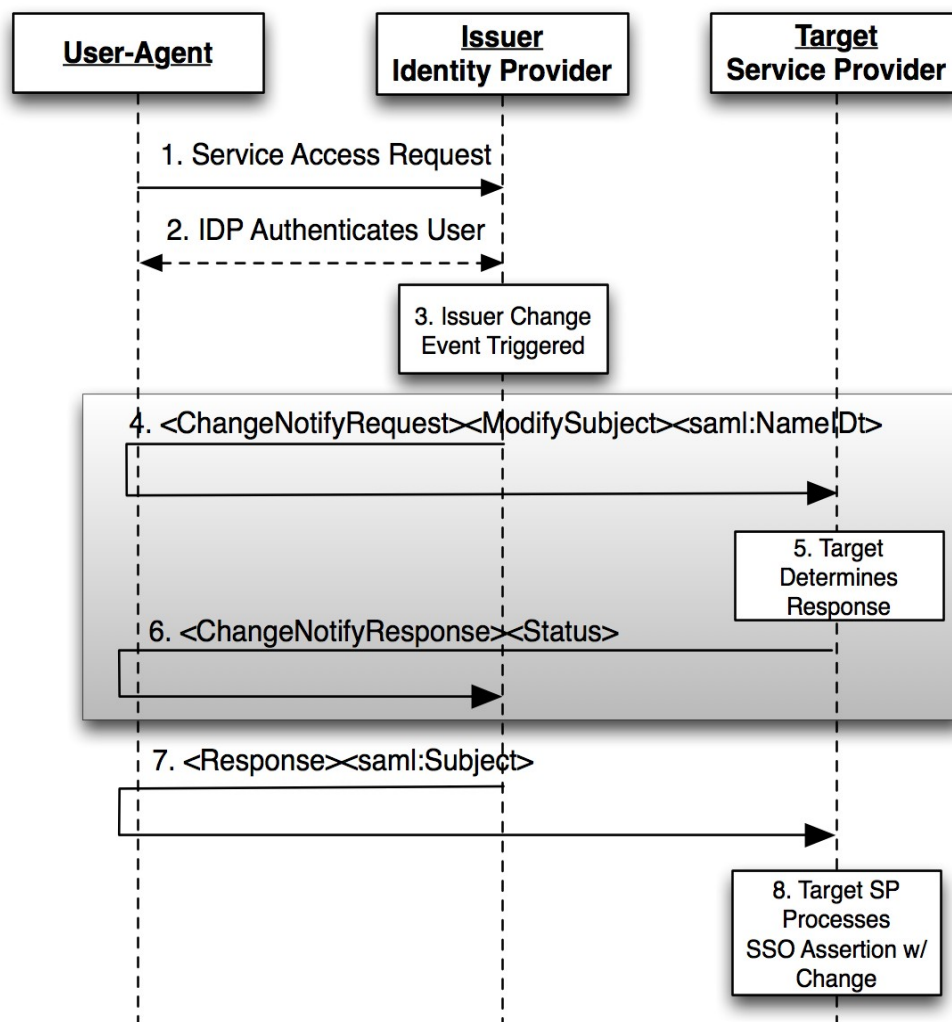 User-Agent
Issuer
Identity Provider
Target
Service Provider
1. Service Access Request
2. IDP Authenticates User
3. Issuer Change
Event Triggered
4. <ChangeNotifyRequest><ModifySubject><saml:NameIDt>
5. Target
Determines
Response
6. <ChangeNotifyResponse><Status>
7. <Response><saml:Subject>
8. Target SP
Processes
SSO Assertion w/
Change